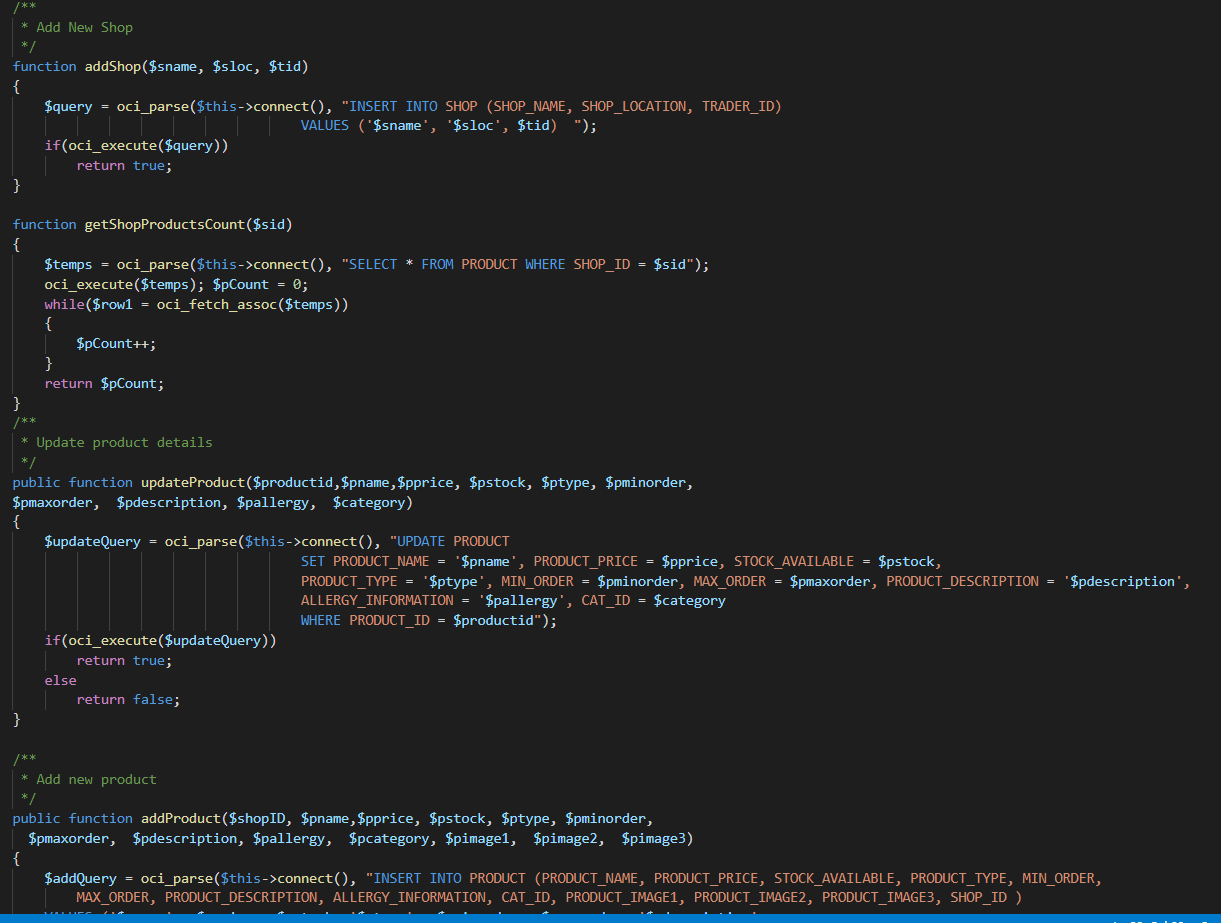 /**
 * Add New Shop
 */
function addShop($sname, $sloc, $tid)
{
    $query = oci_parse($this->connect(), "INSERT INTO SHOP (SHOP_NAME, SHOP_LOCATION, TRADER_ID)
                                    VALUES ('$sname', '$sloc', $tid)  ");
    if(oci_execute($query))
        return true;
}

function getShopProductsCount($sid)
{
    $temps = oci_parse($this->connect(), "SELECT * FROM PRODUCT WHERE SHOP_ID = $sid");
    oci_execute($temps); $pCount = 0;
    while($row1 = oci_fetch_assoc($temps))
    {
        $pCount++;
    }
    return $pCount;
}
/**
 * Update product details
 */
public function updateProduct($productid,$pname,$pprice, $pstock, $ptype, $pminorder,
$pmaxorder,  $pdescription, $pallergy,  $category)
{
    $updateQuery = oci_parse($this->connect(), "UPDATE PRODUCT
                                    SET PRODUCT_NAME = '$pname', PRODUCT_PRICE = $pprice, STOCK_AVAILABLE = $pstock,
                                    PRODUCT_TYPE = '$ptype', MIN_ORDER = $pminorder, MAX_ORDER = $pmaxorder, PRODUCT_DESCRIPTION = '$pdescription',
                                    ALLERGY_INFORMATION = '$pallergy', CAT_ID = $category
                                    WHERE PRODUCT_ID = $productid");
    if(oci_execute($updateQuery))
        return true;
    else
        return false;
}

/**
 * Add new product
 */
public function addProduct($shopID, $pname,$pprice, $pstock, $ptype, $pminorder,
  $pmaxorder,  $pdescription, $pallergy,  $pcategory, $pimage1,  $pimage2,  $pimage3)
{
    $addQuery = oci_parse($this->connect(), "INSERT INTO PRODUCT (PRODUCT_NAME, PRODUCT_PRICE, STOCK_AVAILABLE, PRODUCT_TYPE, MIN_ORDER,
        MAX_ORDER, PRODUCT_DESCRIPTION, ALLERGY_INFORMATION, CAT_ID, PRODUCT_IMAGE1, PRODUCT_IMAGE2, PRODUCT_IMAGE3, SHOP_ID )